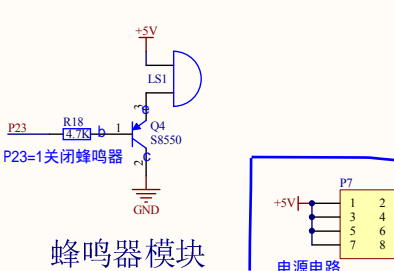 +5V
LS1
3
e
P23
R18
4.7K
b
1
Q4
S8550
P23=1关闭蜂鸣器
c
2
GND
蜂鸣器模块
P7
+5V
1 2
3 4
5 6
7 8
电源电路